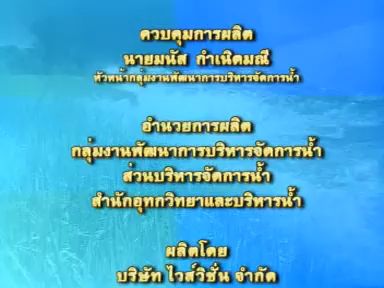 ควบคุมการผลิต
นายมนัส กำเนิดมณี
หัวหน้ากลุ่มงานพัฒนาการบริหารจัดการน้ำ
อำนวยการผลิต
กลุ่มงานพัฒนาการบริหารจัดการน้ำ
ส่วนบริหารจัดการน้ำ
สำนักอุทกวิทยาและบริหารน้ำ
ผลิตโดย
บริษัท ไวส์วิชั่น จำกัด